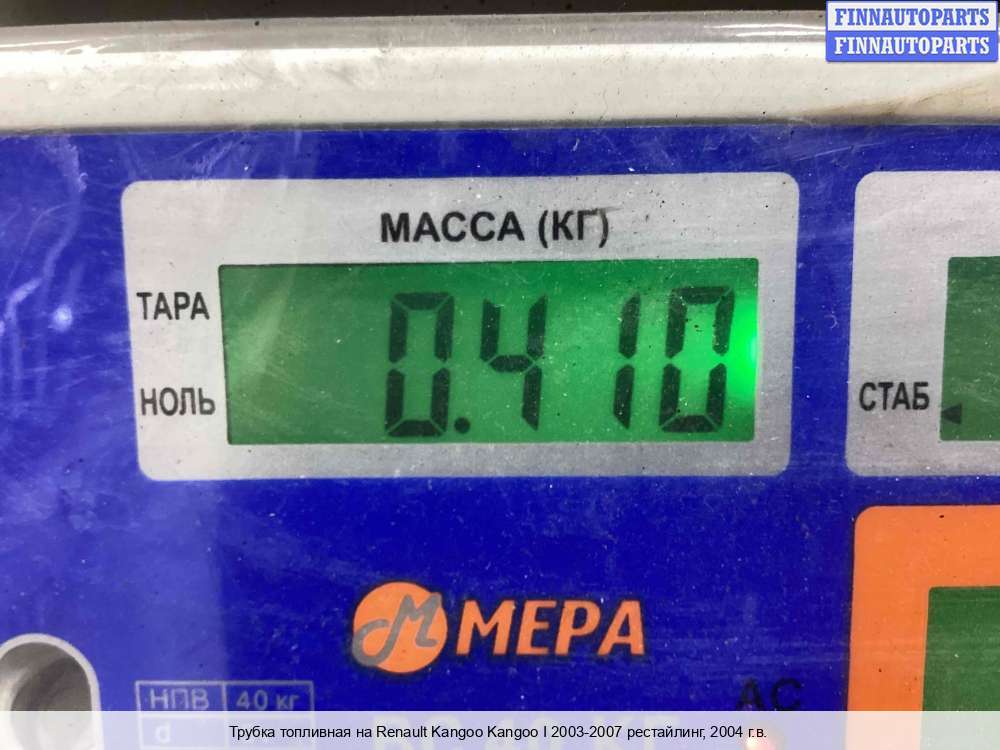 FINNAUTOPARTS
FINNAUTOPARTS
МАССА (КГ)
ТАРА
НОЛЬ
0.410
СТАБ
М МЕРА
НПВ 40 кг
d
AC
Трубка топливная на Renault Kangoo Kangoo I 2003-2007 рестайлинг, 2004 г.в.